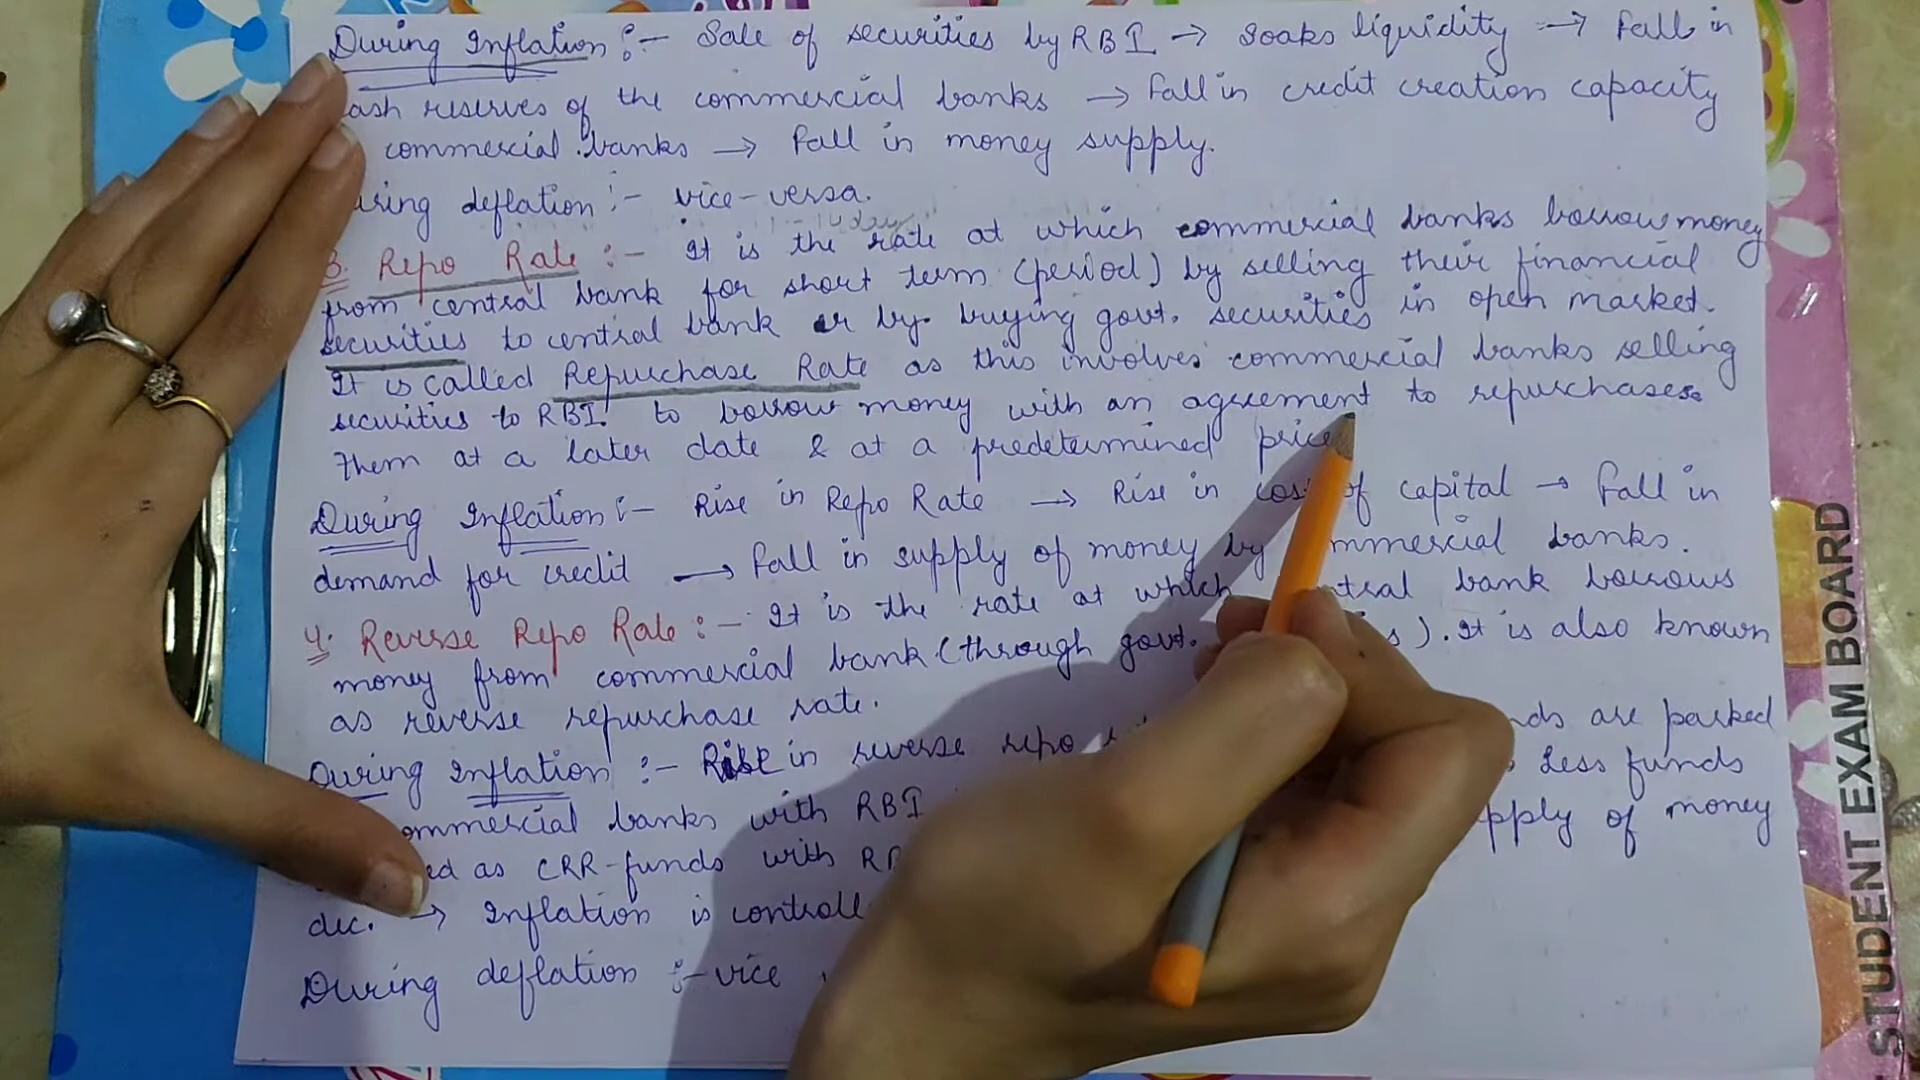 During Inflation :- Sale of securities by RBI → Soaks liquidity → Fall in
ash reserves of the commercial banks → Fall in credit creation capacity
commercial banks → Fall in money supply.
uring deflation :- vice-versa.
3. Repo Rate :- It is the rate at which commercial banks borrow money
from central bank for short term (period) by selling their financial
securities to central bank or by buying govt. securities in open market.
It is called Repurchase Rate as this involves commercial banks selling
securities to RBI to borrow money with an agreement to repurchases
them at a later date & at a predetermined price
During Inflation :- Rise in Repo Rate → Rise in cost of capital → Fall in
demand for credit → Fall in supply of money by ommercial banks.
4. Reverse Repo Rate :- It is the rate at which ntral bank borrows
money from commercial bank (through govt. s). It is also known
as reverse repurchase rate.
During Inflation :- Rise in reverse repo nds are parked
ommercial banks with RBI Less funds
ed as CRR-funds with pply of money
dec. → Inflation is controll
During deflation :- vice
STUDENT EXAM BOARD